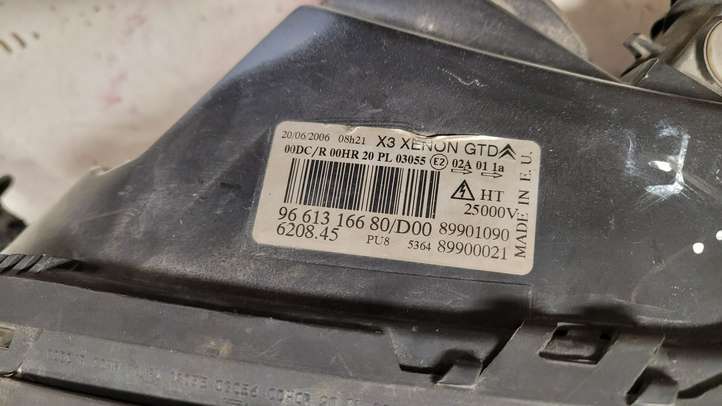 20/06/2006 08h21 X3 XENON GTD
00DC/R 00HR 20 PL 03055 E2 02A 01 1a
HT
25000V
96 613 166 80/D00 89901090
6208.45 PU8 5364 89900021
MADE IN E.U.